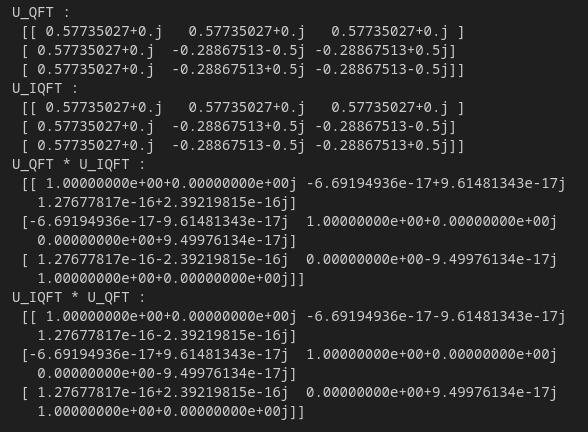 U_QFT :
[[ 0.57735027+0.j   0.57735027+0.j   0.57735027+0.j ]
[ 0.57735027+0.j  -0.28867513-0.5j -0.28867513+0.5j]
[ 0.57735027+0.j  -0.28867513+0.5j -0.28867513-0.5j]]
U_IQFT :
[[ 0.57735027+0.j   0.57735027+0.j   0.57735027+0.j ]
[ 0.57735027+0.j  -0.28867513+0.5j -0.28867513-0.5j]
[ 0.57735027+0.j  -0.28867513-0.5j -0.28867513+0.5j]]
U_QFT * U_IQFT :
[[ 1.00000000e+00+0.00000000e+00j -6.69194936e-17+9.61481343e-17j
1.27677817e-16+2.39219815e-16j]
[-6.69194936e-17-9.61481343e-17j  1.00000000e+00+0.00000000e+00j
0.00000000e+00+9.49976134e-17j]
[ 1.27677817e-16-2.39219815e-16j  0.00000000e+00-9.49976134e-17j
1.00000000e+00+0.00000000e+00j]]
U_IQFT * U_QFT :
[[ 1.00000000e+00+0.00000000e+00j -6.69194936e-17-9.61481343e-17j
1.27677817e-16-2.39219815e-16j]
[-6.69194936e-17+9.61481343e-17j  1.00000000e+00+0.00000000e+00j
0.00000000e+00-9.49976134e-17j]
[ 1.27677817e-16+2.39219815e-16j  0.00000000e+00+9.49976134e-17j
1.00000000e+00+0.00000000e+00j]]